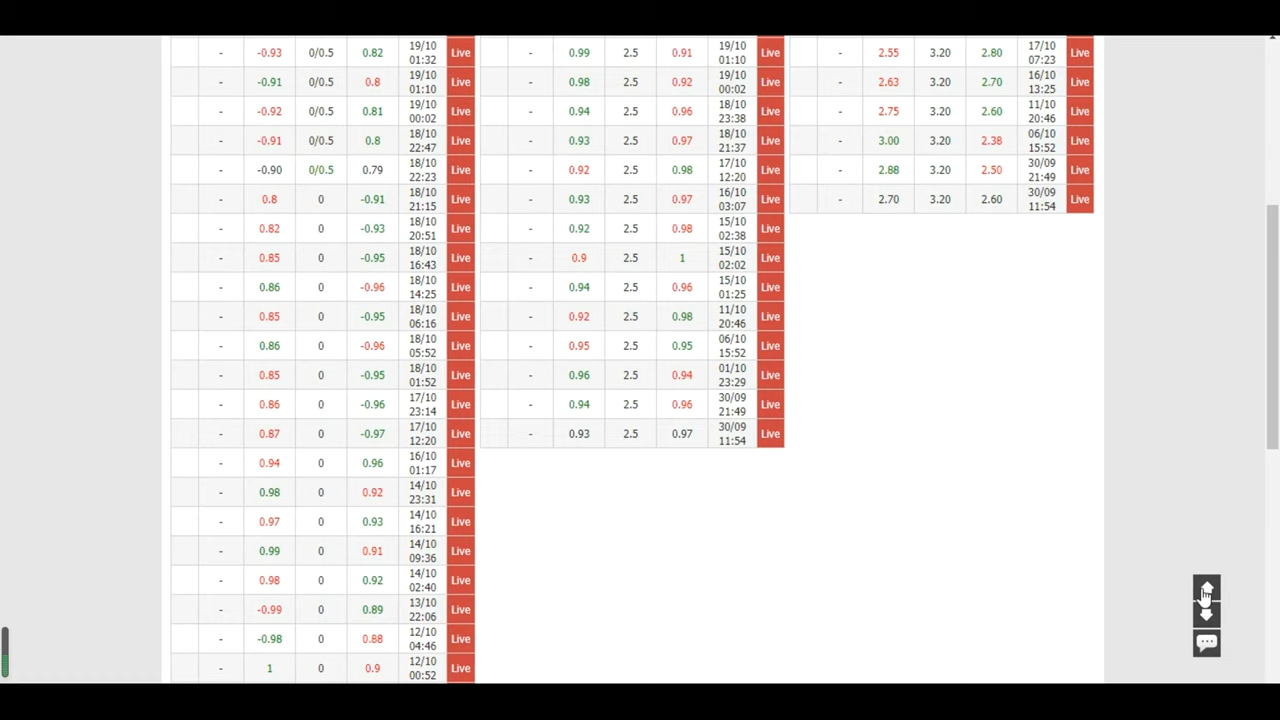 - -0.93 0/0.5 0.82 19/10 01:32 Live
- -0.91 0/0.5 0.8 19/10 01:10 Live
- -0.92 0/0.5 0.81 19/10 00:02 Live
- -0.91 0/0.5 0.8 18/10 22:47 Live
- -0.90 0/0.5 0.79 18/10 22:23 Live
- 0.8 0 -0.91 18/10 21:15 Live
- 0.82 0 -0.93 18/10 20:51 Live
- 0.85 0 -0.95 18/10 16:43 Live
- 0.86 0 -0.96 18/10 14:25 Live
- 0.85 0 -0.95 18/10 06:16 Live
- 0.86 0 -0.96 18/10 05:52 Live
- 0.85 0 -0.95 18/10 01:52 Live
- 0.86 0 -0.96 17/10 23:14 Live
- 0.87 0 -0.97 17/10 12:20 Live
- 0.94 0 0.96 16/10 01:17 Live
- 0.98 0 0.92 14/10 23:31 Live
- 0.97 0 0.93 14/10 16:21 Live
- 0.99 0 0.91 14/10 09:36 Live
- 0.98 0 0.92 14/10 02:40 Live
- -0.99 0 0.89 13/10 22:06 Live
- -0.98 0 0.88 12/10 04:46 Live
- 1 0 0.9 12/10 00:52 Live
- 0.99 2.5 0.91 19/10 01:10 Live
- 0.98 2.5 0.92 19/10 00:02 Live
- 0.94 2.5 0.96 18/10 23:38 Live
- 0.93 2.5 0.97 18/10 21:37 Live
- 0.92 2.5 0.98 17/10 12:20 Live
- 0.93 2.5 0.97 16/10 03:07 Live
- 0.92 2.5 0.98 15/10 02:38 Live
- 0.9 2.5 1 15/10 02:02 Live
- 0.94 2.5 0.96 15/10 01:25 Live
- 0.92 2.5 0.98 11/10 20:46 Live
- 0.95 2.5 0.95 06/10 15:52 Live
- 0.96 2.5 0.94 01/10 23:29 Live
- 0.94 2.5 0.96 30/09 21:49 Live
- 0.93 2.5 0.97 30/09 11:54 Live
- 2.55 3.20 2.80 17/10 07:23 Live
- 2.63 3.20 2.70 16/10 13:25 Live
- 2.75 3.20 2.60 11/10 20:46 Live
- 3.00 3.20 2.38 06/10 15:52 Live
- 2.88 3.20 2.50 30/09 21:49 Live
- 2.70 3.20 2.60 30/09 11:54 Live